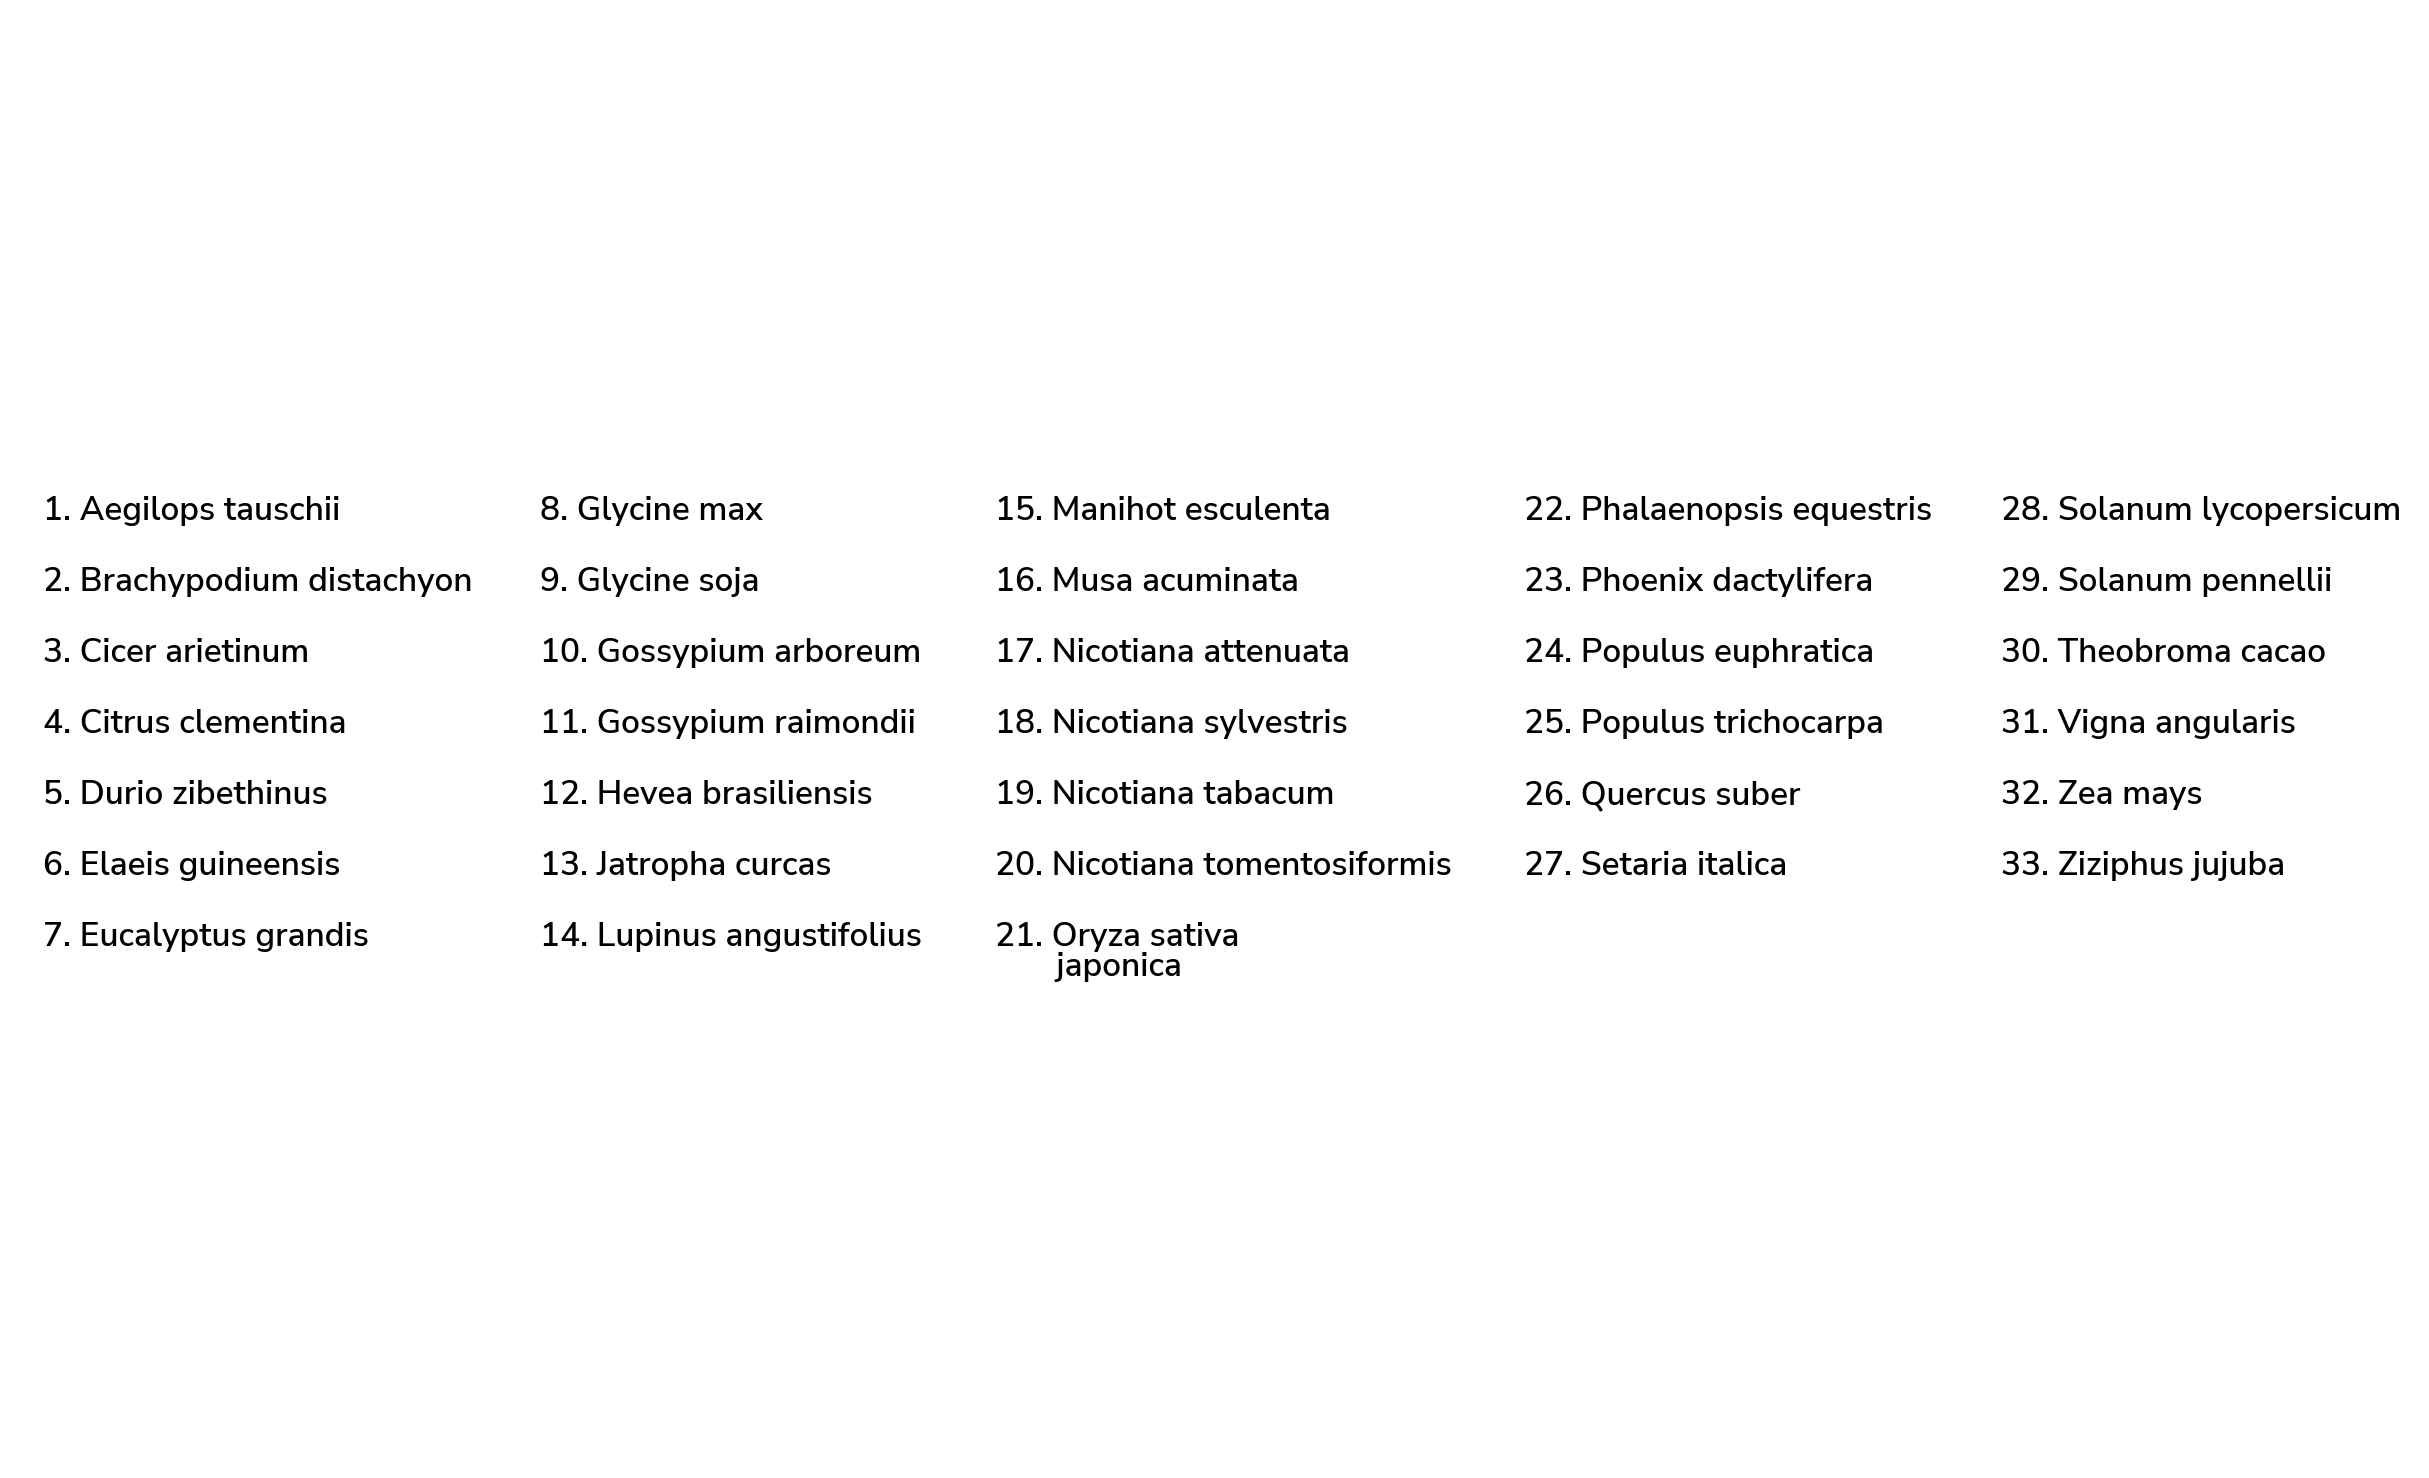 1. Aegilops tauschii
2. Brachypodium distachyon
3. Cicer arietinum
4. Citrus clementina
5. Durio zibethinus
6. Elaeis guineensis
7. Eucalyptus grandis
8. Glycine max
9. Glycine soja
10. Gossypium arboreum
11. Gossypium raimondii
12. Hevea brasiliensis
13. Jatropha curcas
14. Lupinus angustifolius
15. Manihot esculenta
16. Musa acuminata
17. Nicotiana attenuata
18. Nicotiana sylvestris
19. Nicotiana tabacum
20. Nicotiana tomentosiformis
21. Oryza sativa
japonica
22. Phalaenopsis equestris
23. Phoenix dactylifera
24. Populus euphratica
25. Populus trichocarpa
26. Quercus suber
27. Setaria italica
28. Solanum lycopersicum
29. Solanum pennellii
30. Theobroma cacao
31. Vigna angularis
32. Zea mays
33. Ziziphus jujuba